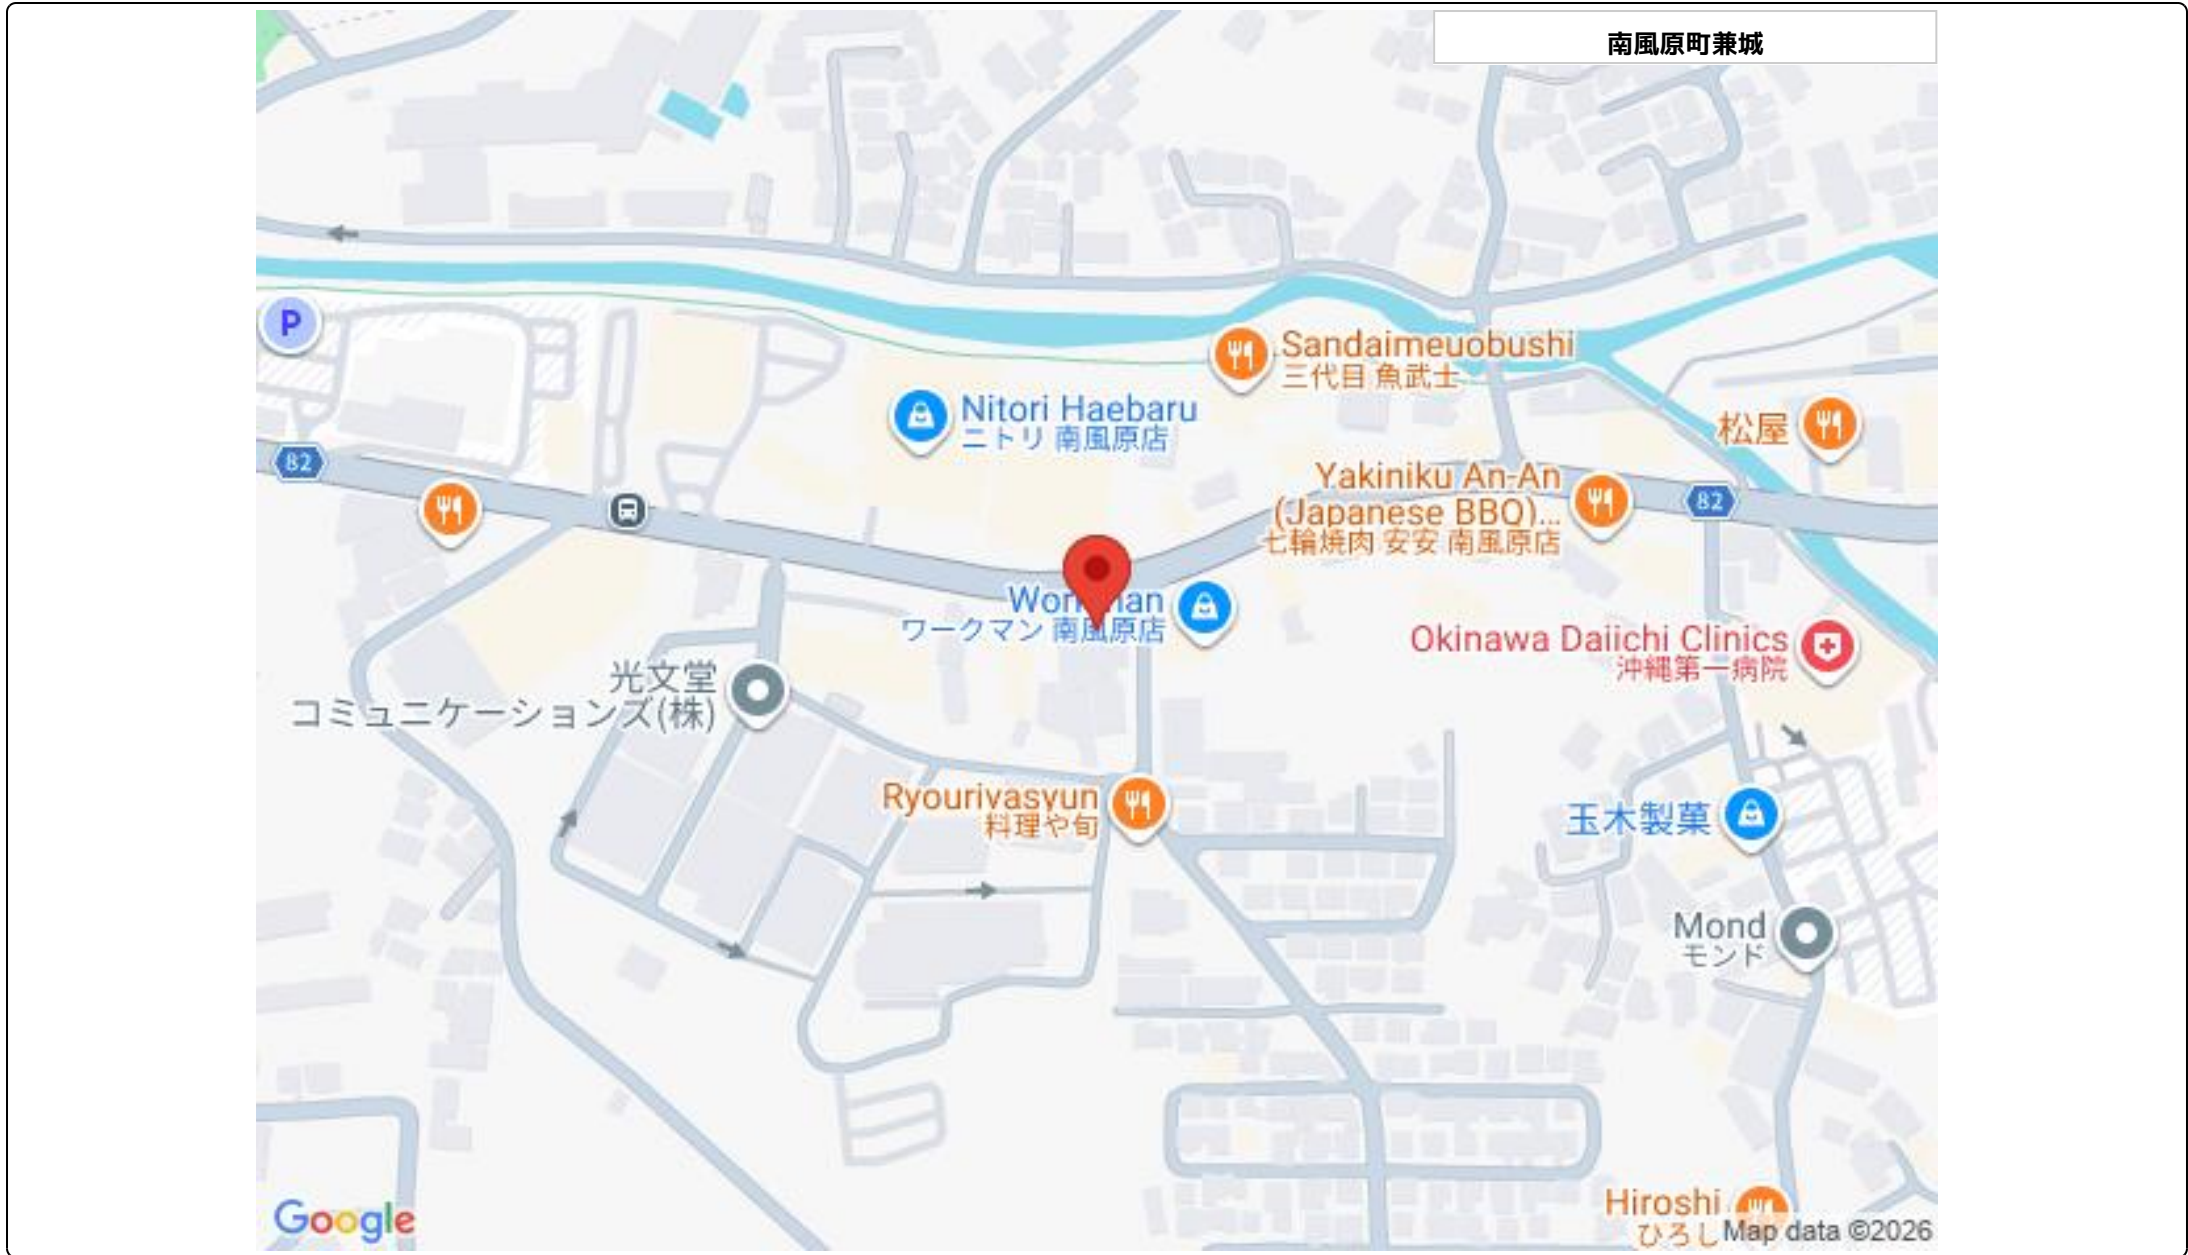 南風原町兼城
P
Sandaimeuobushi
三代目 魚武士
Nitori Haebaru
ニトリ 南風原店
松屋
82
Yakiniku An-An
(Japanese BBQ)...
七輪焼肉 安安 南風原店
82
ワークマン 南風原店
Okinawa Daiichi Clinics
沖縄第一病院
光文堂
コミュニケーションズ(株)
Ryouriyasyun
料理や旬
玉木製菓
Mond
モンド
Hiroshi
ひろし
Google
Map data ©2026